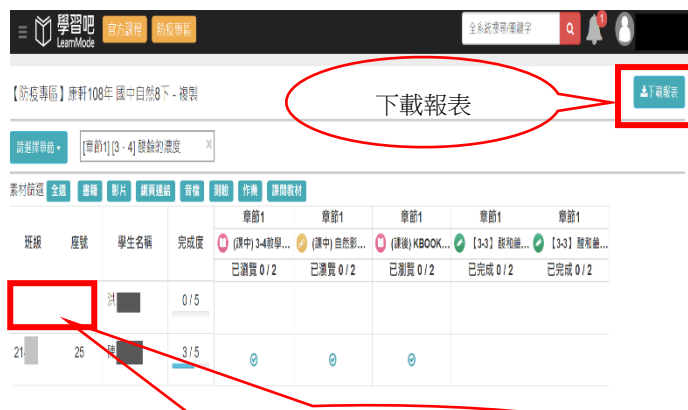 學習吧 官方課程 防疫專區 全系統搜尋/關鍵字 1
LearnMode
【防疫專區】康軒108年 國中自然8下 - 複製
下載報表
下載報表
請選擇章節 [章節1] [3 - 4] 酸鹼的濃度 ×
素材篩選 全選 書籍 影片 網頁連結 音檔 測驗 作業 課間教材
章節1 章節1 章節1 章節1 章節1
班級 座號 學生名稱 完成度 (課中) 3-4教學... (課中) 自然影... (課後) KBOOK... 【3-3】酸和鹼... 【3-3】酸和鹼...
已瀏覽 0 / 2 已瀏覽 0 / 2 已瀏覽 0 / 2 已完成 0 / 2 已完成 0 / 2
洪 0 / 5
21 25 陳 3 / 5